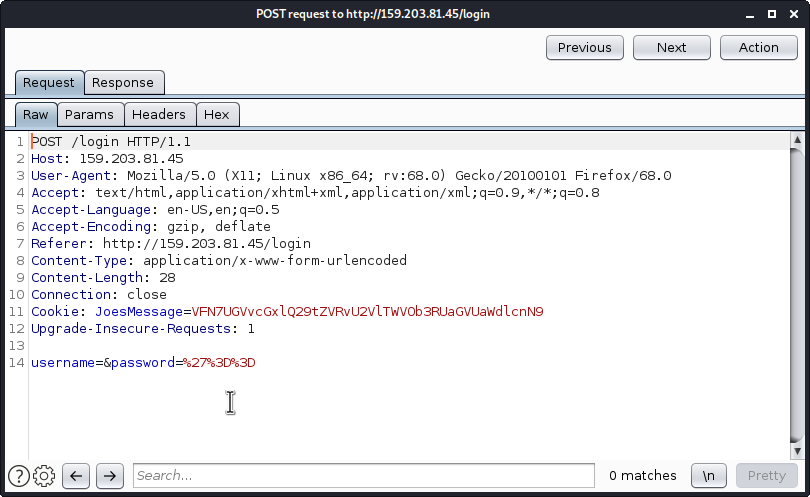 POST request to http://159.203.81.45/login
Previous
Next
Action
Request
Response
Raw
Params
Headers
Hex
1 POST /login HTTP/1.1
2 Host: 159.203.81.45
3 User-Agent: Mozilla/5.0 (X11; Linux x86_64; rv:68.0) Gecko/20100101 Firefox/68.0
4 Accept: text/html,application/xhtml+xml,application/xml;q=0.9,*/*;q=0.8
5 Accept-Language: en-US,en;q=0.5
6 Accept-Encoding: gzip, deflate
7 Referer: http://159.203.81.45/login
8 Content-Type: application/x-www-form-urlencoded
9 Content-Length: 28
10 Connection: close
11 Cookie: JoesMessage=VFN7UGVvcGxlQ29tZVRvU2VlTWVOb3RUaGVUaWdlcnN9
12 Upgrade-Insecure-Requests: 1
13
14 username=&password=%27%3D%3D
?
Search...
0 matches
\n
Pretty